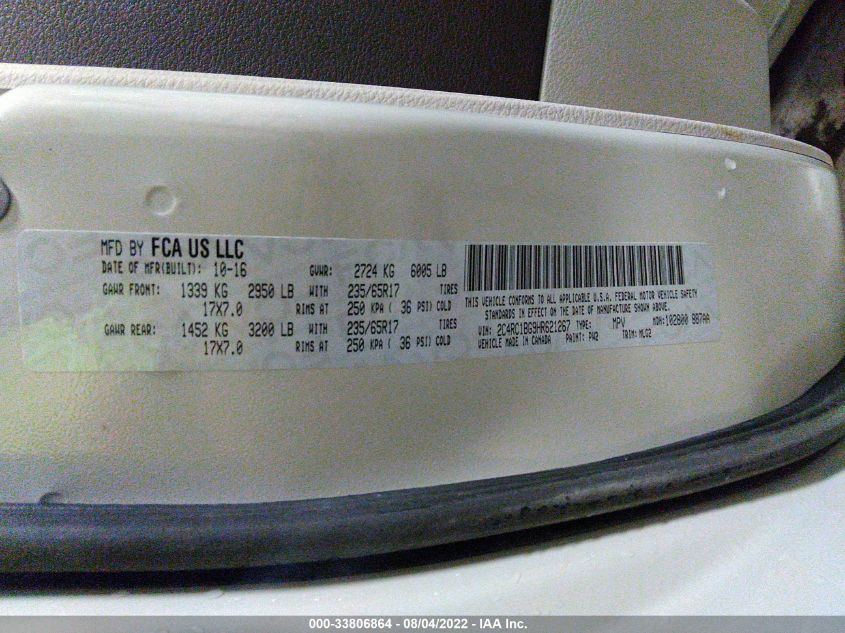 MFD BY FCA US LLC
DATE OF MFR(BUILT): 10-16 GVWR: 2724 KG 6005 LB
GAWR FRONT: 1339 KG 2950 LB WITH 235/65R17 TIRES
17X7.0 RIMS AT 250 KPA ( 36 PSI) COLD
GAWR REAR: 1452 KG 3200 LB WITH 235/65R17 TIRES
17X7.0 RIMS AT 250 KPA ( 36 PSI) COLD
THIS VEHICLE CONFORMS TO ALL APPLICABLE U.S.A. FEDERAL MOTOR VEHICLE SAFETY
STANDARDS IN EFFECT ON THE DATE OF MANUFACTURE SHOWN ABOVE.
VIN: 2C4RC1BG9HR621267 TYPE: MPV MDH: 102800 987AA
VEHICLE MADE IN CANADA PAINT: PW2 TRIM: MLG2
000-33806864 - 08/04/2022 - IAA Inc.